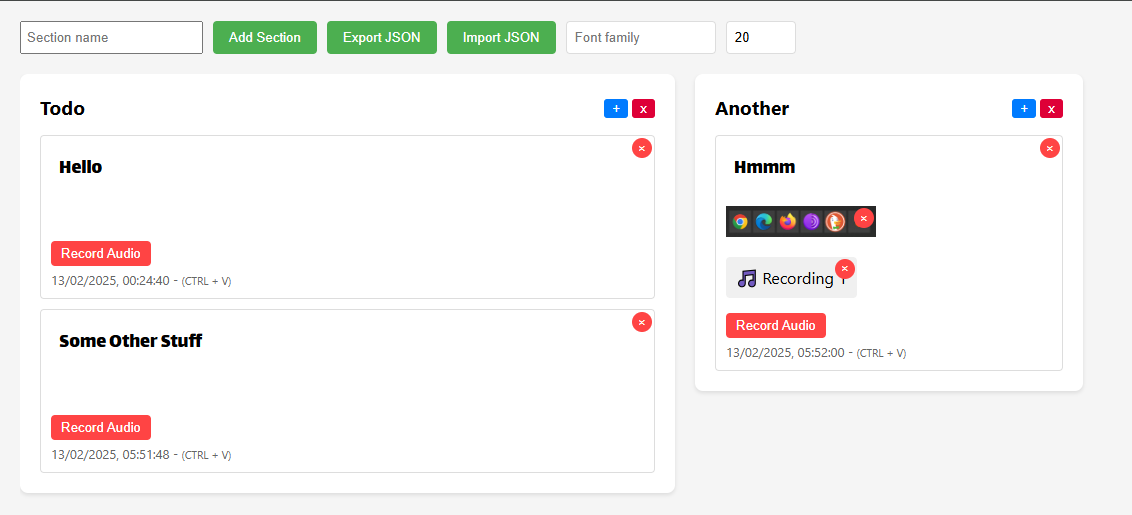 Section name Add Section Export JSON Import JSON Font family 20
Todo + x
×
Hello
Record Audio
13/02/2025, 00:24:40 - (CTRL + V)
×
Some Other Stuff
Record Audio
13/02/2025, 05:51:48 - (CTRL + V)
Another + x
×
Hmmm
×
×
Recording
Record Audio
13/02/2025, 05:52:00 - (CTRL + V)